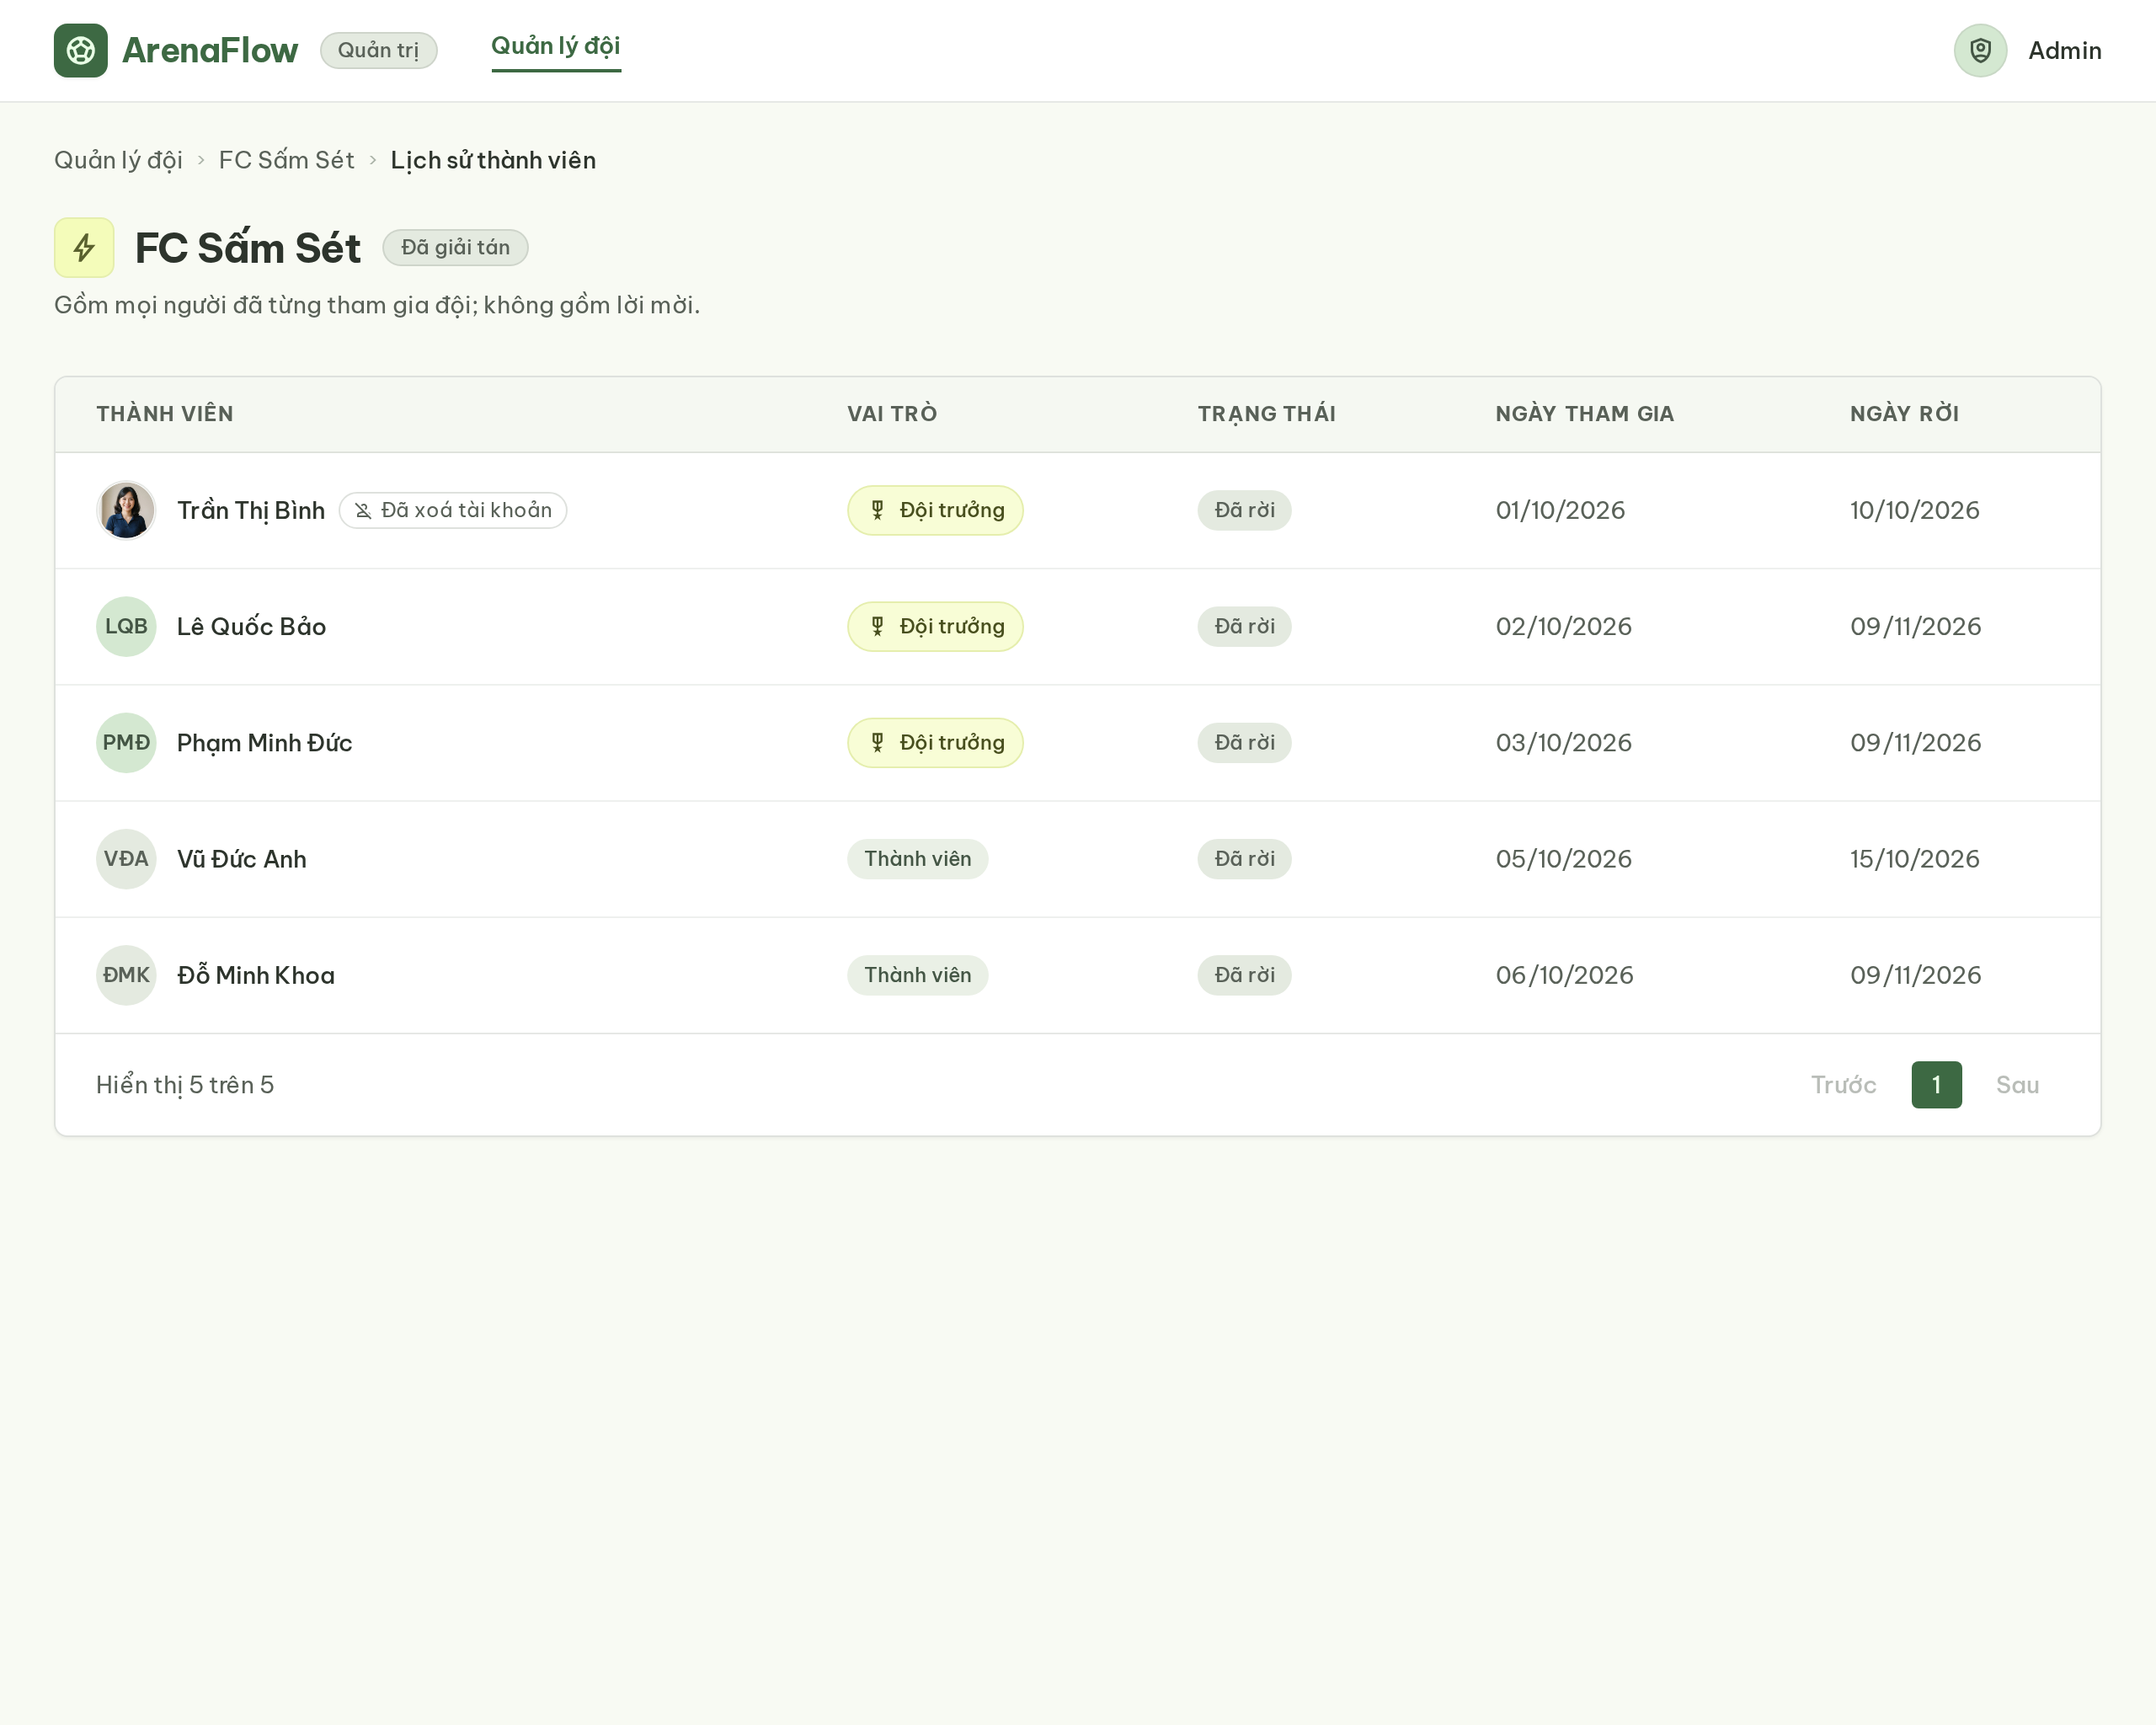 ArenaFlow Quản trị Quản lý đội Admin
Quản lý đội › FC Sấm Sét › Lịch sử thành viên
FC Sấm Sét Đã giải tán
Gồm mọi người đã từng tham gia đội; không gồm lời mời.
THÀNH VIÊN VAI TRÒ TRẠNG THÁI NGÀY THAM GIA NGÀY RỜI
Trần Thị Bình Đã xoá tài khoản Đội trưởng Đã rời 01/10/2026 10/10/2026
LQB Lê Quốc Bảo Đội trưởng Đã rời 02/10/2026 09/11/2026
PMĐ Phạm Minh Đức Đội trưởng Đã rời 03/10/2026 09/11/2026
VĐA Vũ Đức Anh Thành viên Đã rời 05/10/2026 15/10/2026
ĐMK Đỗ Minh Khoa Thành viên Đã rời 06/10/2026 09/11/2026
Hiển thị 5 trên 5 Trước 1 Sau